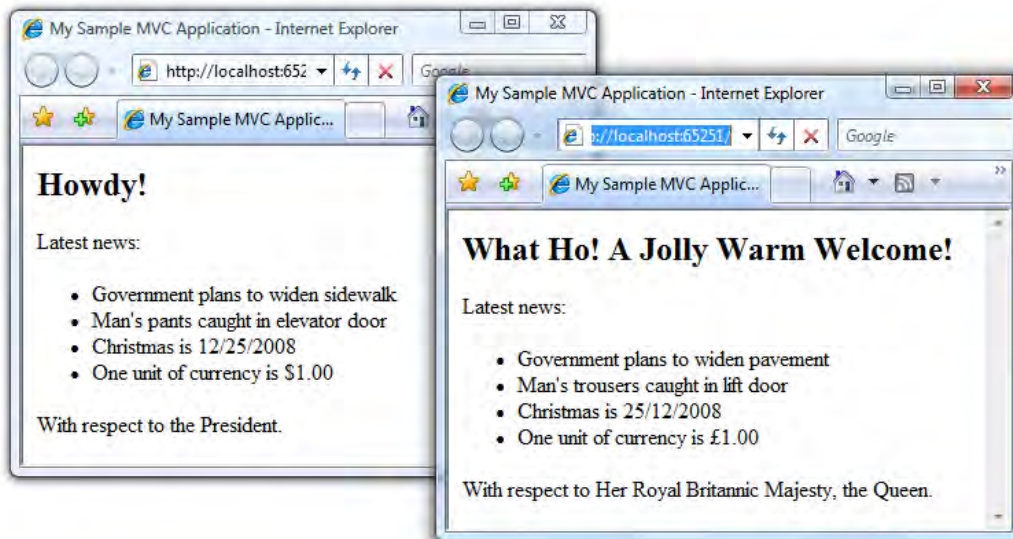 My Sample MVC Application - Internet Explorer
http://localhost:652
Google
My Sample MVC Applic...
Howdy!
Latest news:
• Government plans to widen sidewalk
• Man's pants caught in elevator door
• Christmas is 12/25/2008
• One unit of currency is $1.00
With respect to the President.
My Sample MVC Application - Internet Explorer
p://localhost:65251/
Google
My Sample MVC Applic...
What Ho! A Jolly Warm Welcome!
Latest news:
• Government plans to widen pavement
• Man's trousers caught in lift door
• Christmas is 25/12/2008
• One unit of currency is £1.00
With respect to Her Royal Britannic Majesty, the Queen.